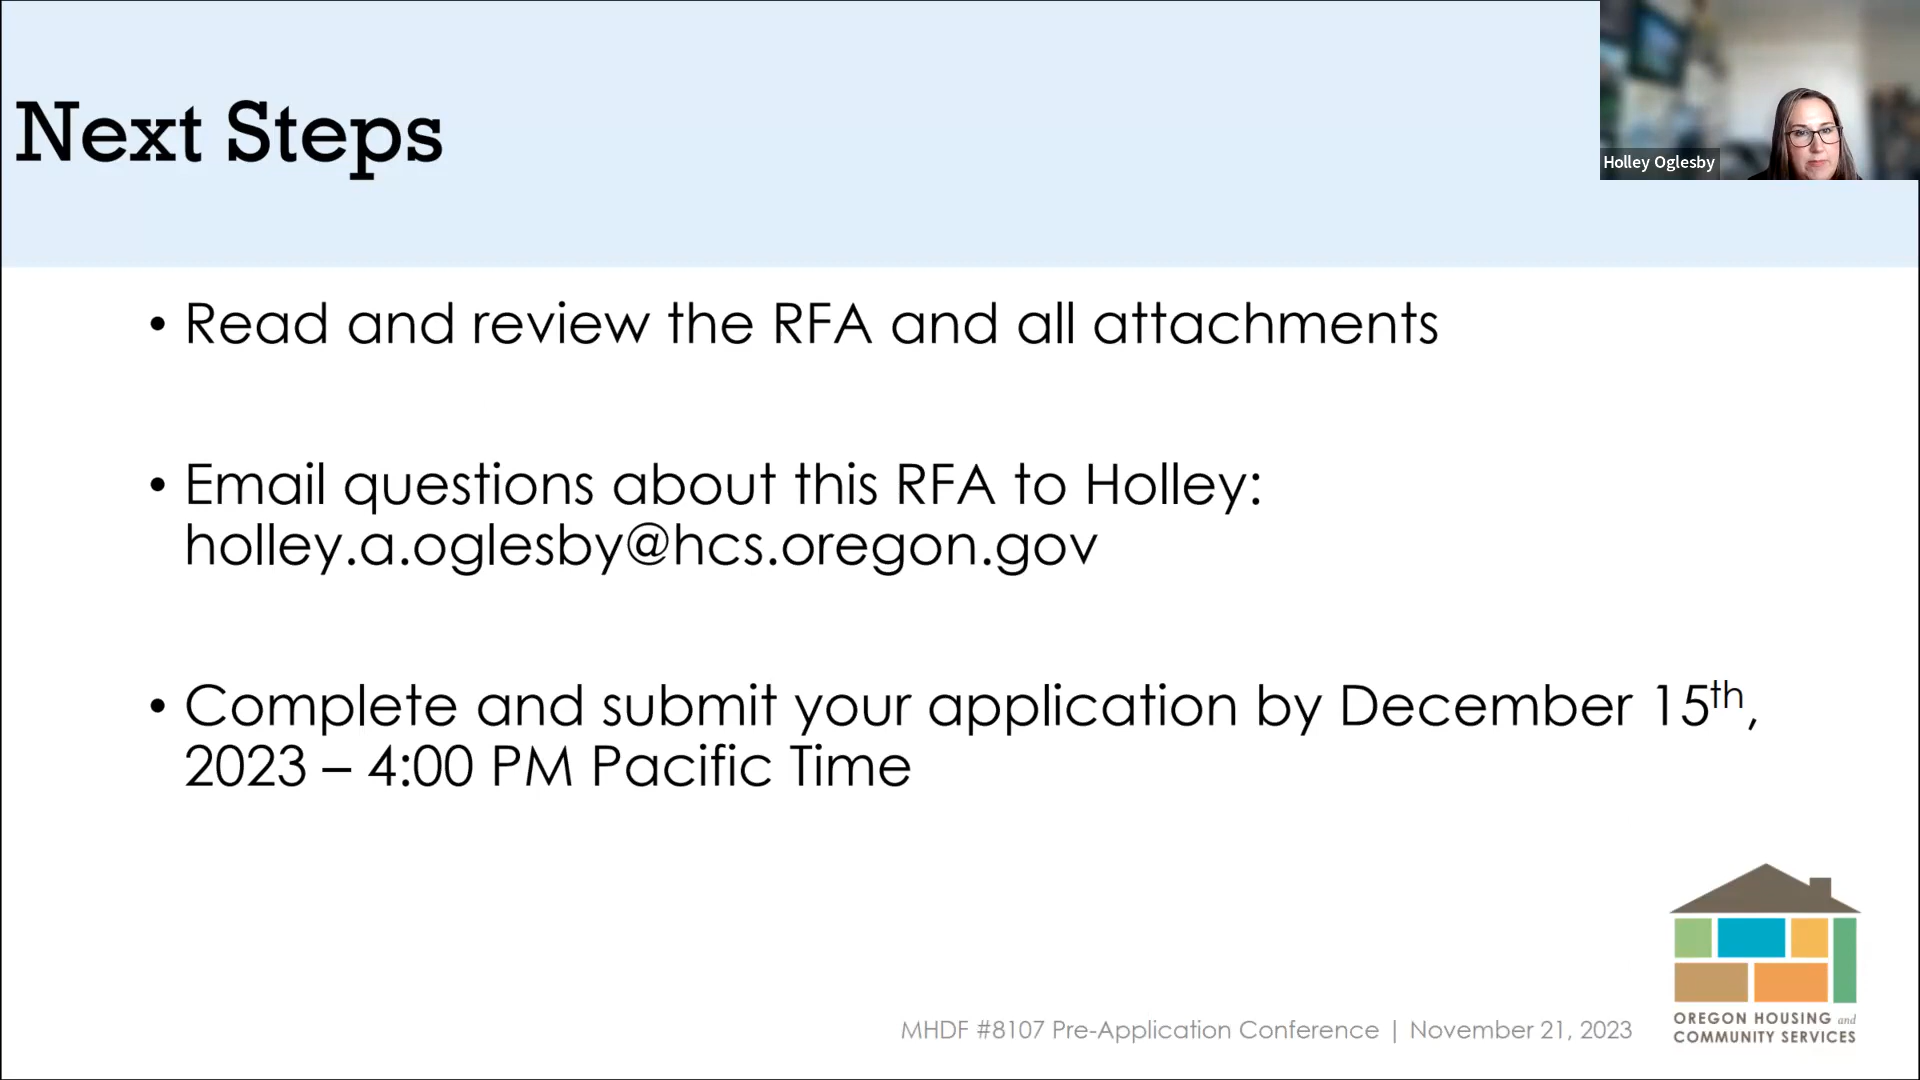 Next Steps
Holley Oglesby
• Read and review the RFA and all attachments
• Email questions about this RFA to Holley:
holley.a.oglesby@hcs.oregon.gov
• Complete and submit your application by December 15th,
2023 – 4:00 PM Pacific Time
MHDF #8107 Pre-Application Conference | November 21, 2023
OREGON HOUSING and
COMMUNITY SERVICES